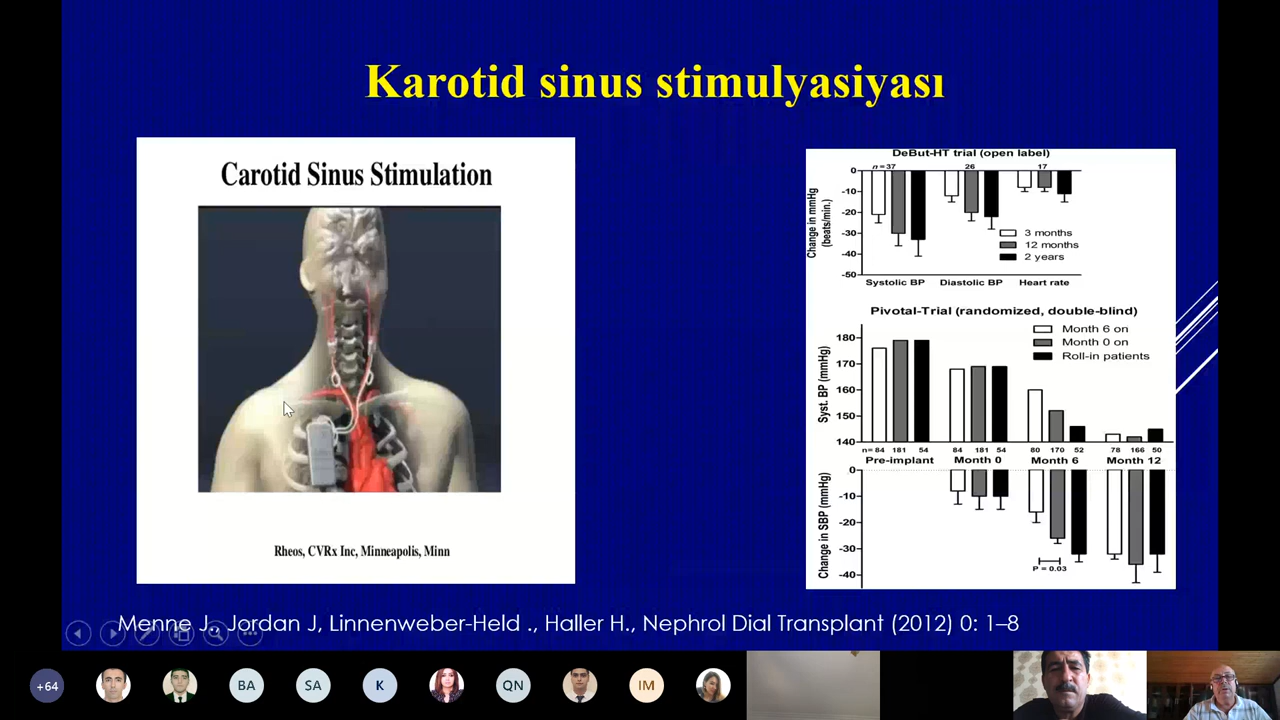 Karotid sinus stimulyasiyası
Carotid Sinus Stimulation
Rheos, CVRx Inc, Minneapolis, Minn
DeBut-HT trial (open label)
n = 37 26 17
0
-10
-20
-30
-40
-50
Change in mmHg
(beats/min.)
3 months
12 months
2 years
Systolic BP Diastolic BP Heart rate
Pivotal-Trial (randomized, double-blind)
Month 6 on
Month 0 on
Roll-in patients
180
170
160
150
140
Syst. BP (mmHg)
n= 84 181 54 84 181 54 80 170 52 78 166 50
Pre-implant Month 0 Month 6 Month 12
0
-10
-20
-30
-40
Change in SBP (mmHg)
P = 0.03
Menne J., Jordan J, Linnenweber-Held ., Haller H., Nephrol Dial Transplant (2012) 0: 1–8
+64 BA SA K QN IM